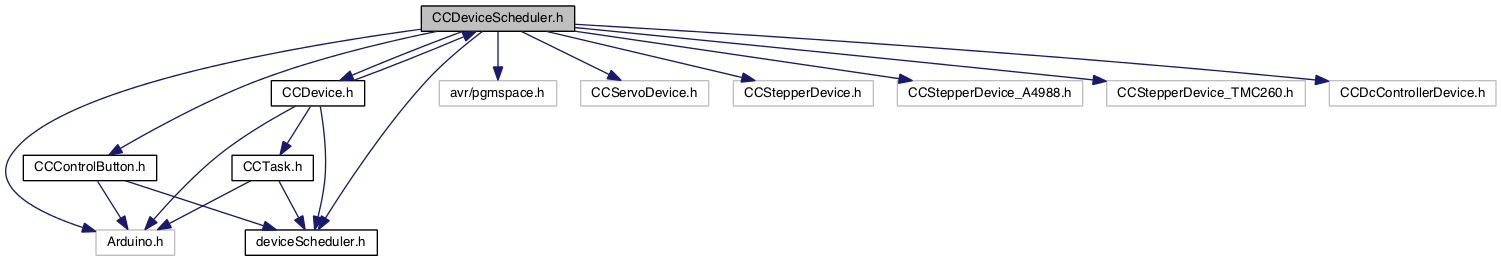 CCDeviceScheduler.h
CCDevice.h
avr/pgmspace.h
CCServoDevice.h
CCStepperDevice.h
CCStepperDevice_A4988.h
CCStepperDevice_TMC260.h
CCDcControllerDevice.h
CCControlButton.h
CCTask.h
Arduino.h
deviceScheduler.h